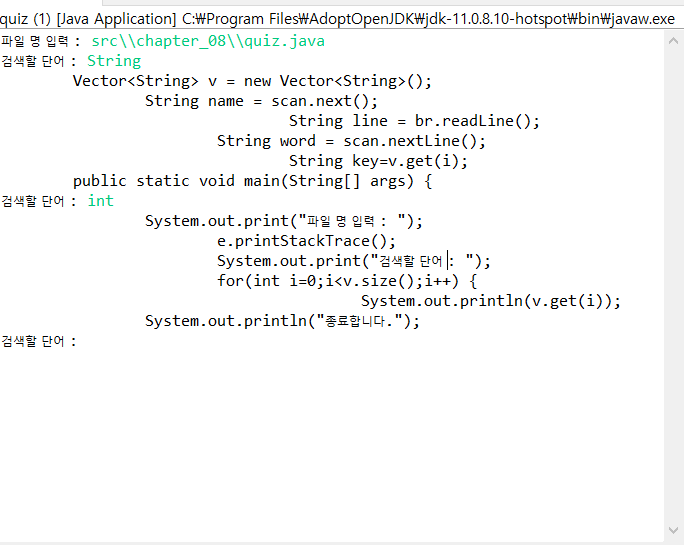 quiz (1) [Java Application] C:₩Program Files₩AdoptOpenJDK₩jdk-11.0.8.10-hotspot₩bin₩javaw.exe
파일 명 입력 : src\\chapter_08\\quiz.java
검색할 단어 : String
Vector<String> v = new Vector<String>();
String name = scan.next();
String line = br.readLine();
String word = scan.nextLine();
String key=v.get(i);
public static void main(String[] args) {
검색할 단어 : int
System.out.print("파일 명 입력 : ");
e.printStackTrace();
System.out.print("검색할 단어 : ");
for(int i=0;i<v.size();i++) {
System.out.println(v.get(i));
System.out.println("종료합니다.");
검색할 단어 :